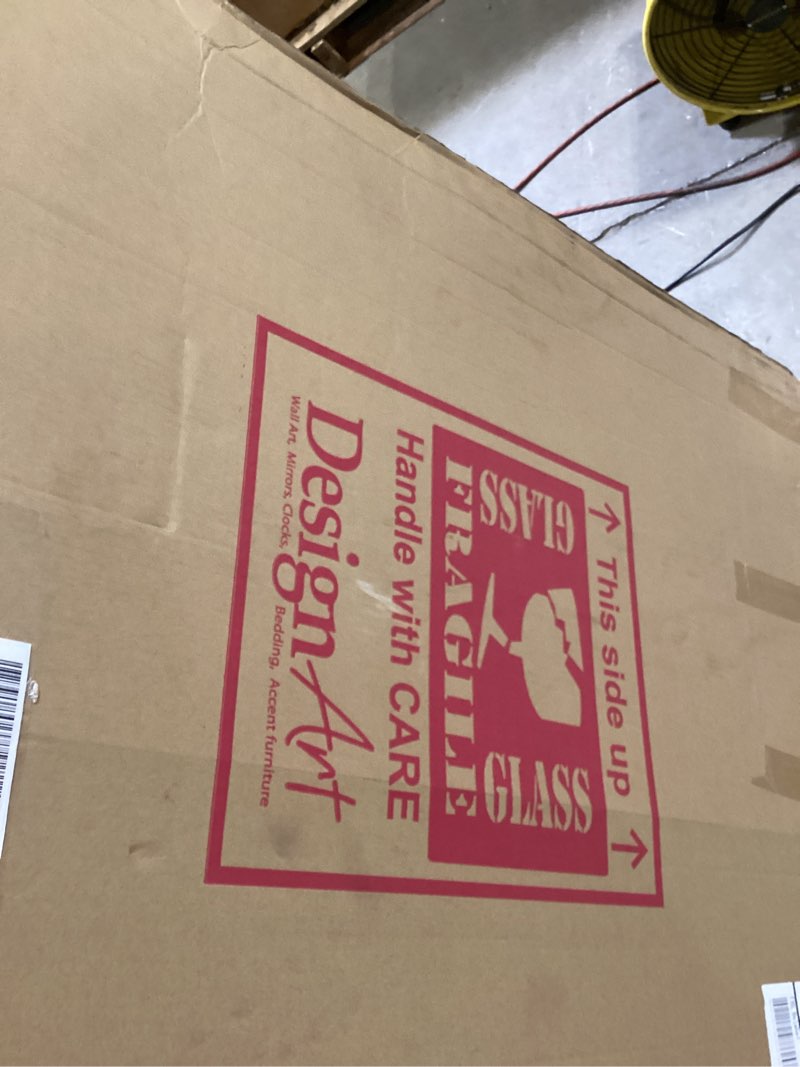 ↑ This side up ↑
GLASS GLASS
FRAGILE
Handle with CARE
DesignArt
Wall Art, Mirrors, Clocks, Bedding, Accent furniture